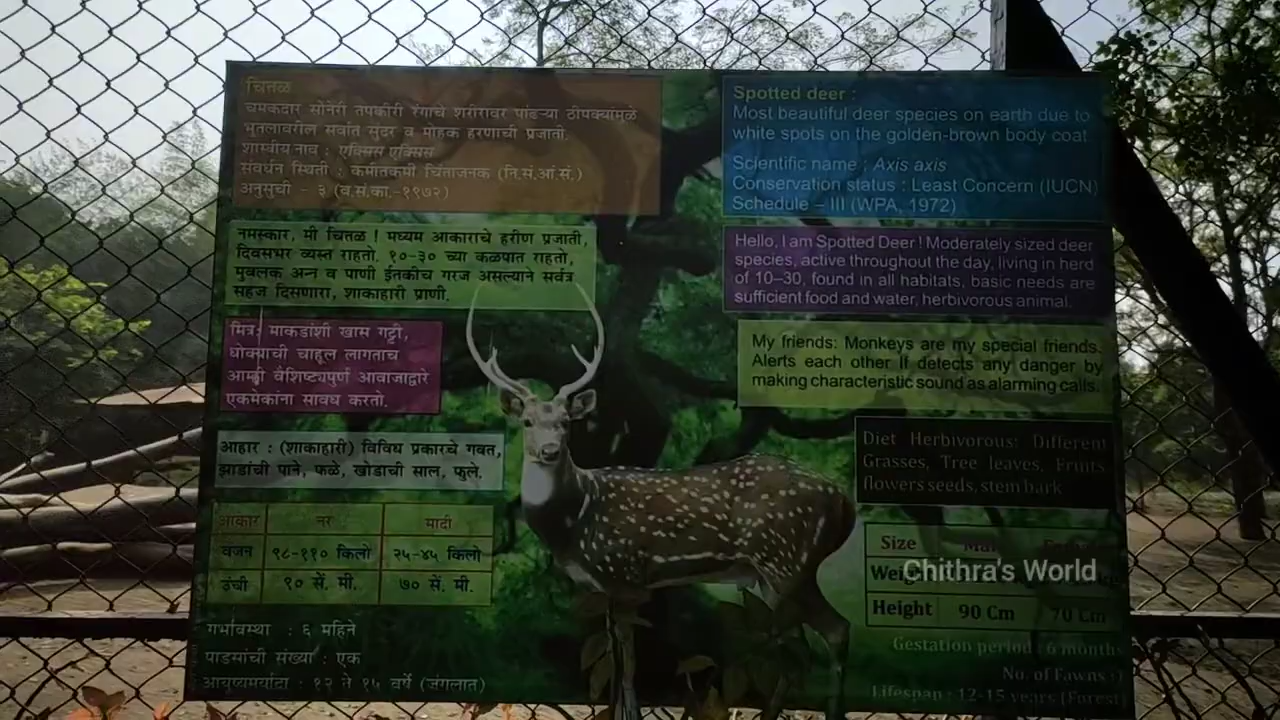 चितळ
चमकदार सोनेरी तपकीरी रंगाचे शरीरावर पांढऱ्या ठीपक्यांमुळे
भुतलावरील सर्वात सुंदर व मोहक हरणाची प्रजाती.
शास्त्रीय नाव : एक्सिस एक्सिस
संवर्धन स्थिती : कमीतकमी चिंताजनक (नि.सं.आं.सं.)
अनुसुची - ३ (व.सं.का.-१९७२)
नमस्कार, मी चितळ ! मध्यम आकाराचे हरीण प्रजाती,
दिवसभर व्यस्त राहतो. १०-३० च्या कळपात राहतो,
मुबलक अन्न व पाणी ईतकीच गरज असल्याने सर्वत्र
सहज दिसणारा, शाकाहारी प्राणी.
मित्र: माकडांशी खास गट्टी,
धोक्याची चाहूल लागताच
आम्ही वैशिष्ट्यपुर्ण आवाजाद्वारे
एकमेकांना सावध करतो.
आहार : (शाकाहारी) विविध प्रकारचे गवत,
झाडांची पाने, फळे, खोडाची साल, फुले.
आकार नर मादी
वजन ९८-११० किलो २५-४५ किलो
उंची ९० सें. मी. ७० सें. मी.
गर्भावस्था : ६ महिने
पाडसांची संख्या : एक
आयुष्यमर्यादा : १२ ते १५ वर्षे (जंगलात)
Spotted deer :
Most beautiful deer species on earth due to
white spots on the golden-brown body coat
Scientific name : Axis axis
Conservation status : Least Concern (IUCN)
Schedule – III (WPA, 1972)
Hello, I am Spotted Deer ! Moderately sized deer
species, active throughout the day, living in herd
of 10–30, found in all habitats, basic needs are
sufficient food and water, herbivorous animal.
My friends: Monkeys are my special friends.
Alerts each other If detects any danger by
making characteristic sound as alarming calls.
Diet Herbivorous: Different
Grasses, Tree leaves, Fruits
flowers seeds, stem bark
Size
Height 90 Cm 70 Cm
Gestation period : 6 months
No. of Fawns :
Lifespan : 12-15 years (Forest)
Chithra's World